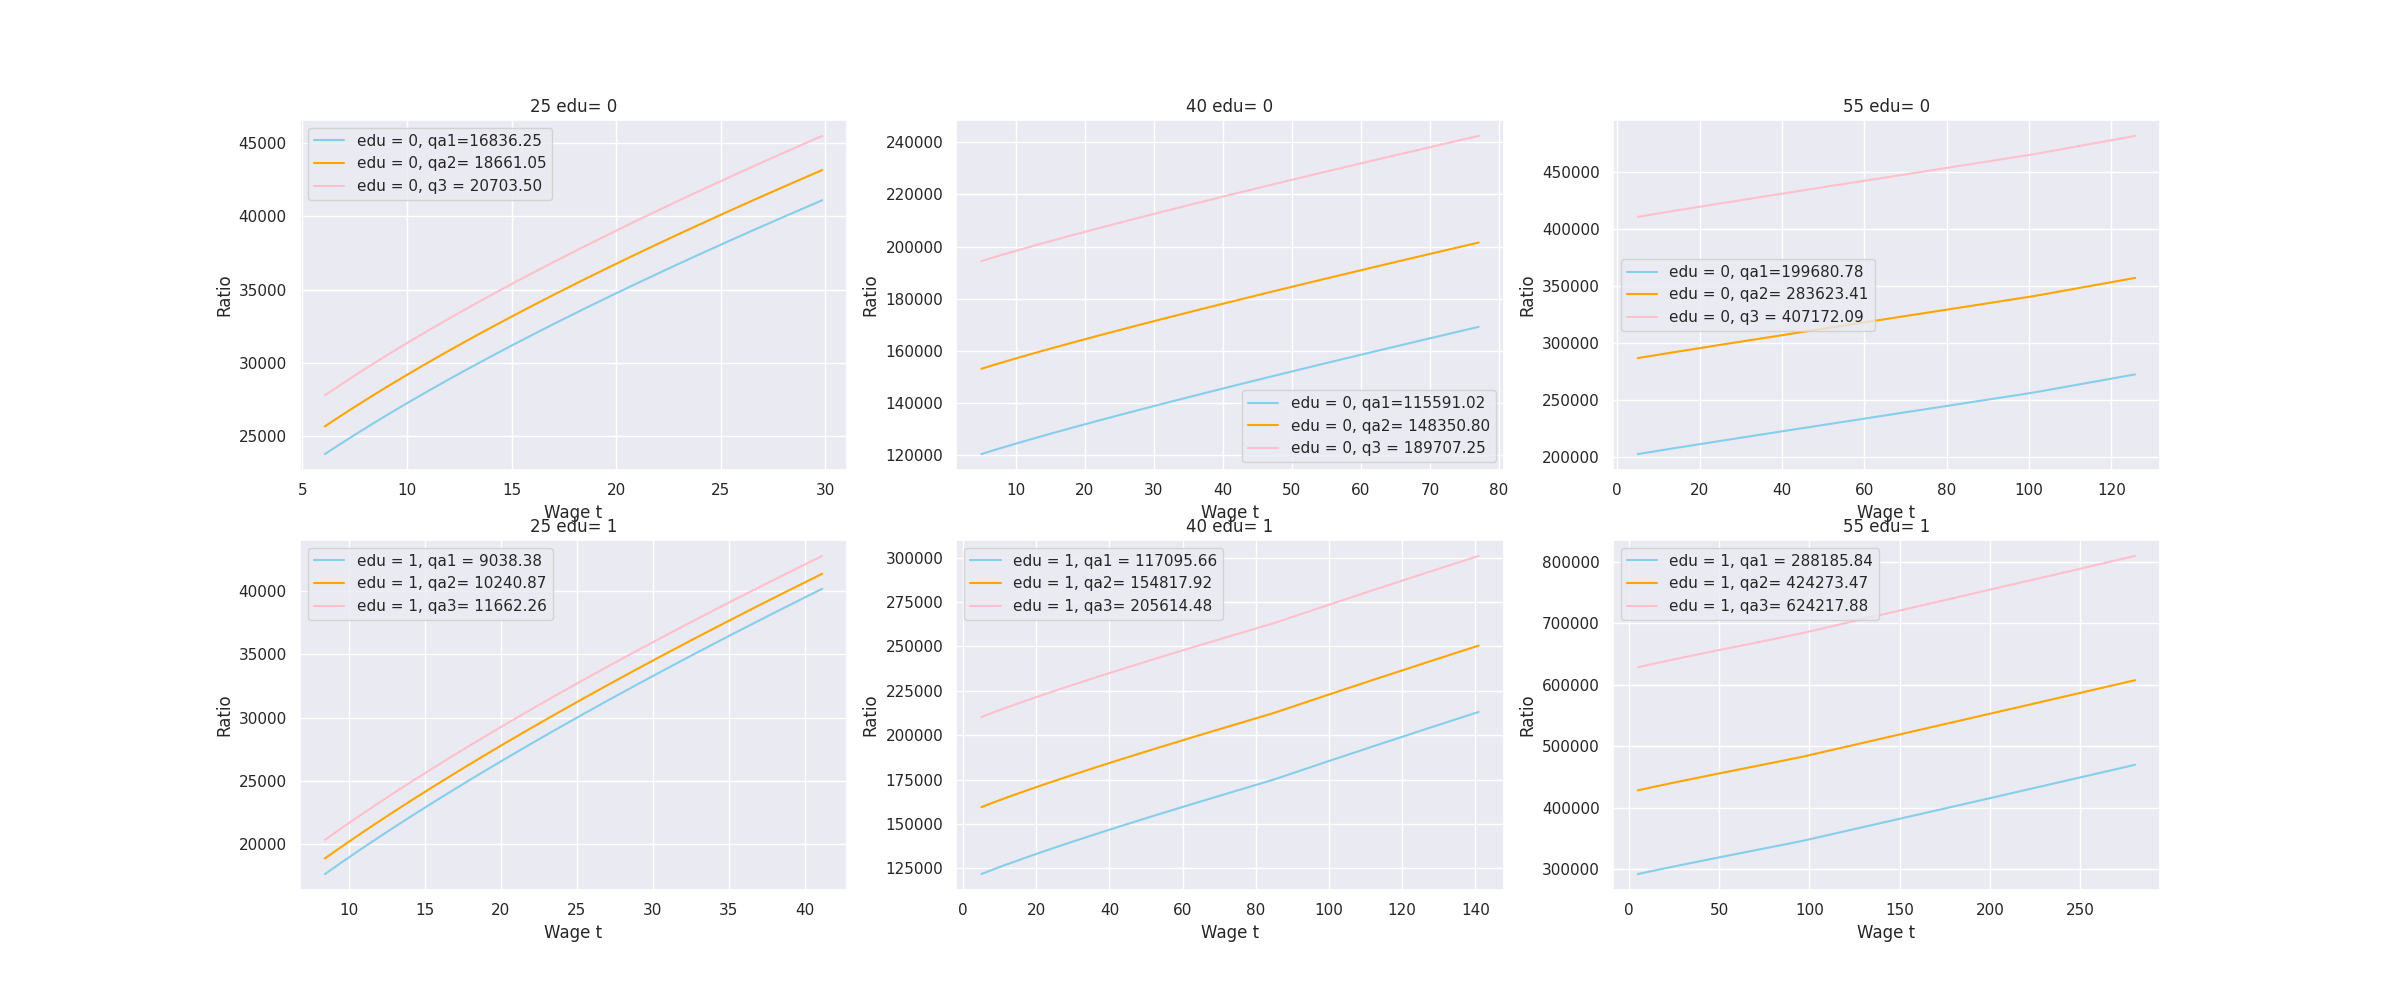 25 edu= 0
45000
40000
35000
30000
25000
Ratio
edu = 0, qa1=16836.25
edu = 0, qa2= 18661.05
edu = 0, q3 = 20703.50
5 10 15 20 25 30
Wage t
40 edu= 0
240000
220000
200000
180000
160000
140000
120000
Ratio
edu = 0, qa1=115591.02
edu = 0, qa2= 148350.80
edu = 0, q3 = 189707.25
10 20 30 40 50 60 70 80
Wage t
55 edu= 0
450000
400000
350000
300000
250000
200000
Ratio
edu = 0, qa1=199680.78
edu = 0, qa2= 283623.41
edu = 0, q3 = 407172.09
0 20 40 60 80 100 120
Wage t
25 edu= 1
40000
35000
30000
25000
20000
Ratio
edu = 1, qa1 = 9038.38
edu = 1, qa2= 10240.87
edu = 1, qa3= 11662.26
10 15 20 25 30 35 40
Wage t
40 edu= 1
300000
275000
250000
225000
200000
175000
150000
125000
Ratio
edu = 1, qa1 = 117095.66
edu = 1, qa2= 154817.92
edu = 1, qa3= 205614.48
0 20 40 60 80 100 120 140
Wage t
55 edu= 1
800000
700000
600000
500000
400000
300000
Ratio
edu = 1, qa1 = 288185.84
edu = 1, qa2= 424273.47
edu = 1, qa3= 624217.88
0 50 100 150 200 250
Wage t